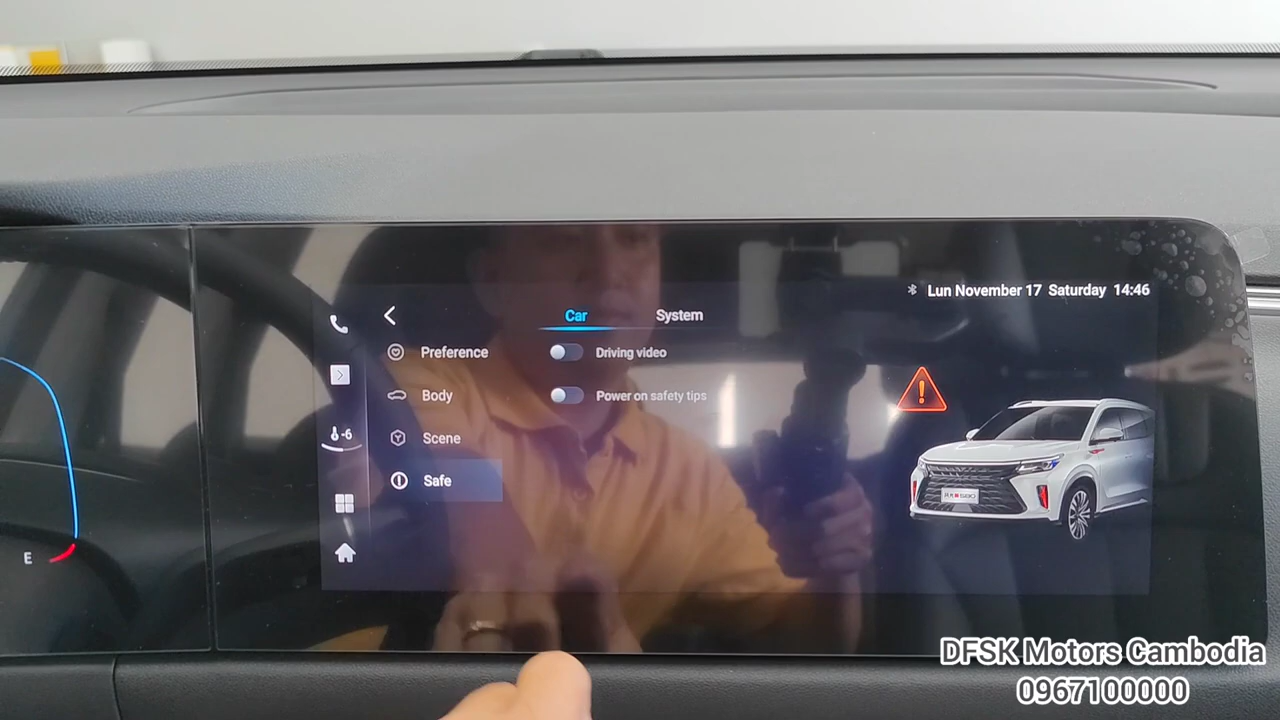 Lun November 17 Saturday 14:46
Car System
Preference
Driving video
Body
Power on safety tips
-6
Scene
Safe
E
DFSK Motors Cambodia
0967100000